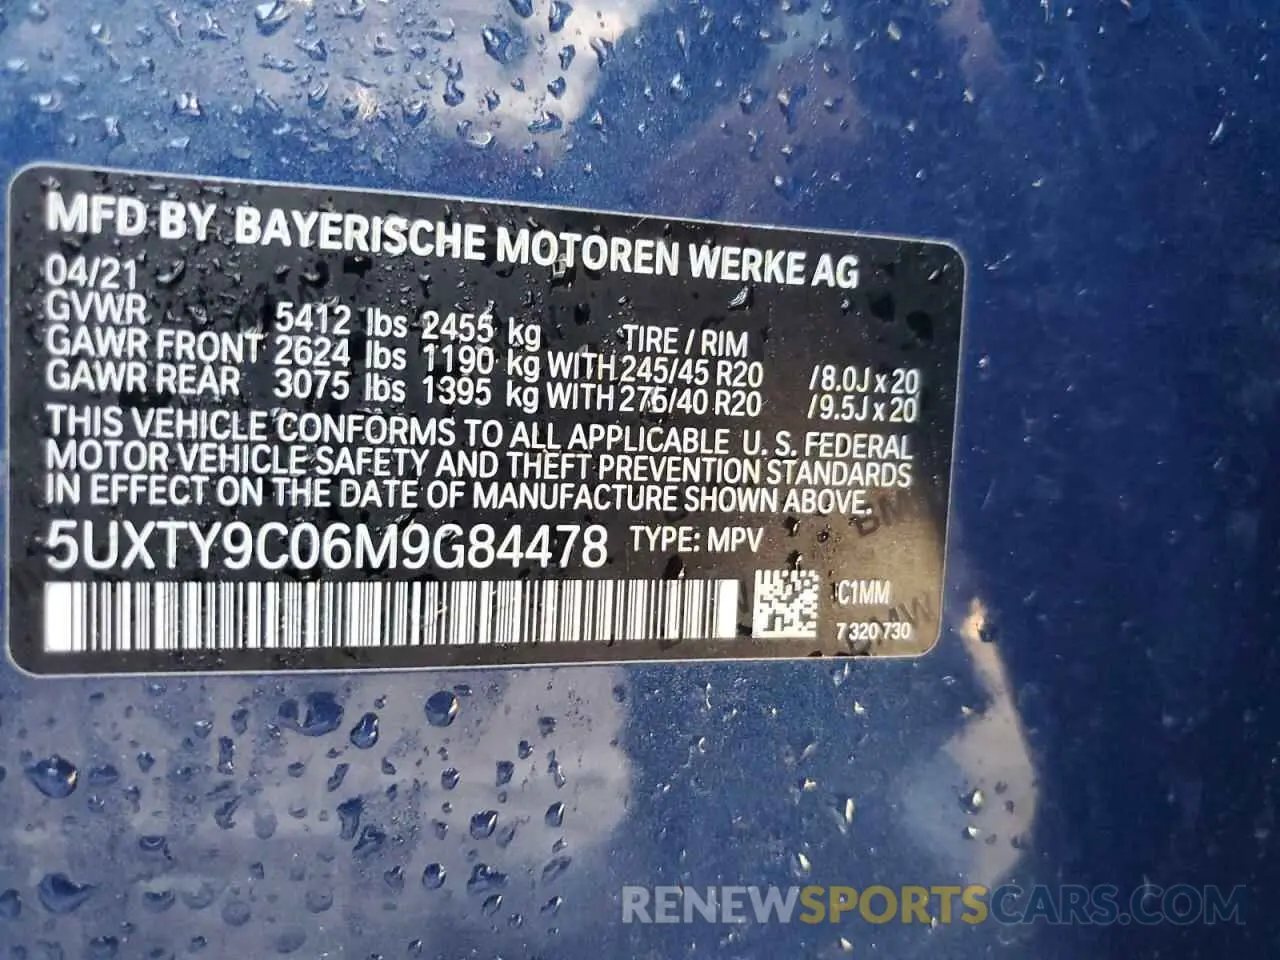 MFD BY BAYERISCHE MOTOREN WERKE AG
04/21
GVWR 5412 lbs 2455 kg TIRE / RIM
GAWR FRONT 2624 lbs 1190 kg WITH 245/45 R20 /8.0J x 20
GAWR REAR 3075 lbs 1395 kg WITH 275/40 R20 /9.5J x 20
THIS VEHICLE CONFORMS TO ALL APPLICABLE U. S. FEDERAL
MOTOR VEHICLE SAFETY AND THEFT PREVENTION STANDARDS
IN EFFECT ON THE DATE OF MANUFACTURE SHOWN ABOVE.
5UXTY9C06M9G84478 TYPE: MPV
C1MM
7 320 730
RENEWSPORTSCARS.COM